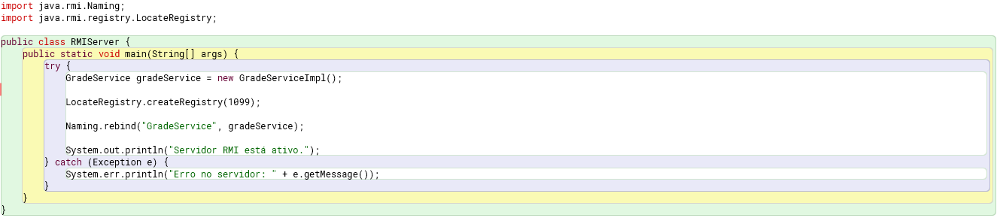 import java.rmi.Naming;
import java.rmi.registry.LocateRegistry;
public class RMIServer {
public static void main(String[] args) {
try {
GradeService gradeService = new GradeServiceImpl();
LocateRegistry.createRegistry(1099);
Naming.rebind("GradeService", gradeService);
System.out.println("Servidor RMI está ativo.");
} catch (Exception e) {
System.err.println("Erro no servidor: " + e.getMessage());
}
}
}